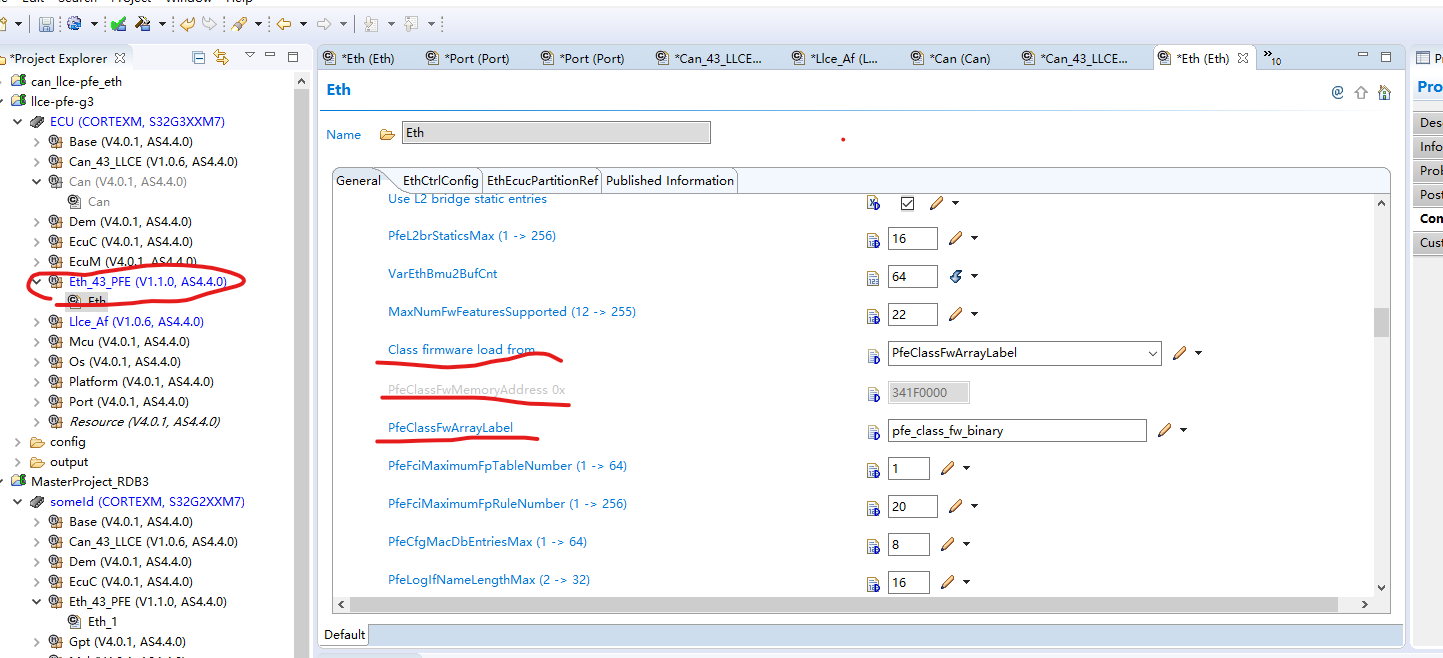 Project
Window
Help
*Project Explorer
can_llce-pfe_eth
llce-pfe-g3
ECU (CORTEXM, S32G3XXM7)
Base (V4.0.1, AS4.4.0)
Can_43_LLCE (V1.0.6, AS4.4.0)
Can (V4.0.1, AS4.4.0)
Can
Dem (V4.0.1, AS4.4.0)
EcuC (V4.0.1, AS4.4.0)
EcuM (V4.0.1, AS4.4.0)
Eth_43_PFE (V1.1.0, AS4.4.0)
Eth
Llce_Af (V1.0.6, AS4.4.0)
Mcu (V4.0.1, AS4.4.0)
Os (V4.0.1, AS4.4.0)
Platform (V4.0.1, AS4.4.0)
Port (V4.0.1, AS4.4.0)
Resource (V4.0.1, AS4.4.0)
config
output
MasterProject_RDB3
someId (CORTEXM, S32G2XXM7)
Base (V4.0.1, AS4.4.0)
Can_43_LLCE (V1.0.6, AS4.4.0)
Dem (V4.0.1, AS4.4.0)
EcuC (V4.0.1, AS4.4.0)
Eth_43_PFE (V1.1.0, AS4.4.0)
Eth_1
Gpt (V4.0.1, AS4.4.0)
*Eth (Eth) *Port (Port) *Port (Port) *Can_43_LLCE... *Llce_Af (L... *Can (Can) *Can_43_LLCE... *Eth (Eth) »10
Eth
Name Eth
General EthCtrlConfig EthEcucPartitionRef Published Information
Use L2 bridge static entries
PfeL2brStaticsMax (1 -> 256) 16
VarEthBmu2BufCnt 64
MaxNumFwFeaturesSupported (12 -> 255) 22
Class firmware load from PfeClassFwArrayLabel
PfeClassFwMemoryAddress 0x 341F0000
PfeClassFwArrayLabel pfe_class_fw_binary
PfeFciMaximumFpTableNumber (1 -> 64) 1
PfeFciMaximumFpRuleNumber (1 -> 256) 20
PfeCfgMacDbEntriesMax (1 -> 64) 8
PfeLogIfNameLengthMax (2 -> 32) 16
Default
Pro
Des
Info
Prob
Post
Con
Cust